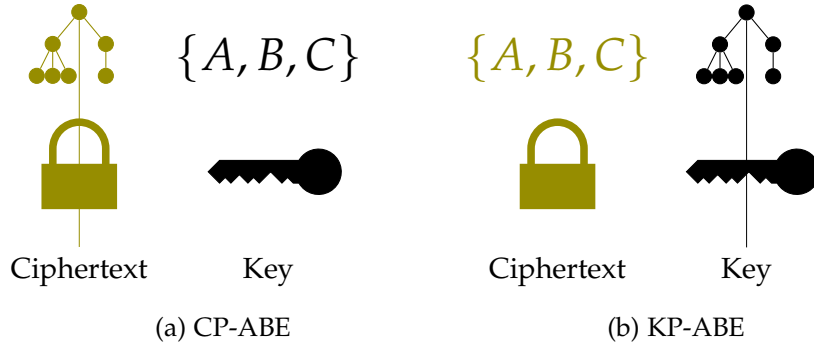 {A, B, C} {A, B, C}
Ciphertext Key Ciphertext Key
(a) CP-ABE (b) KP-ABE